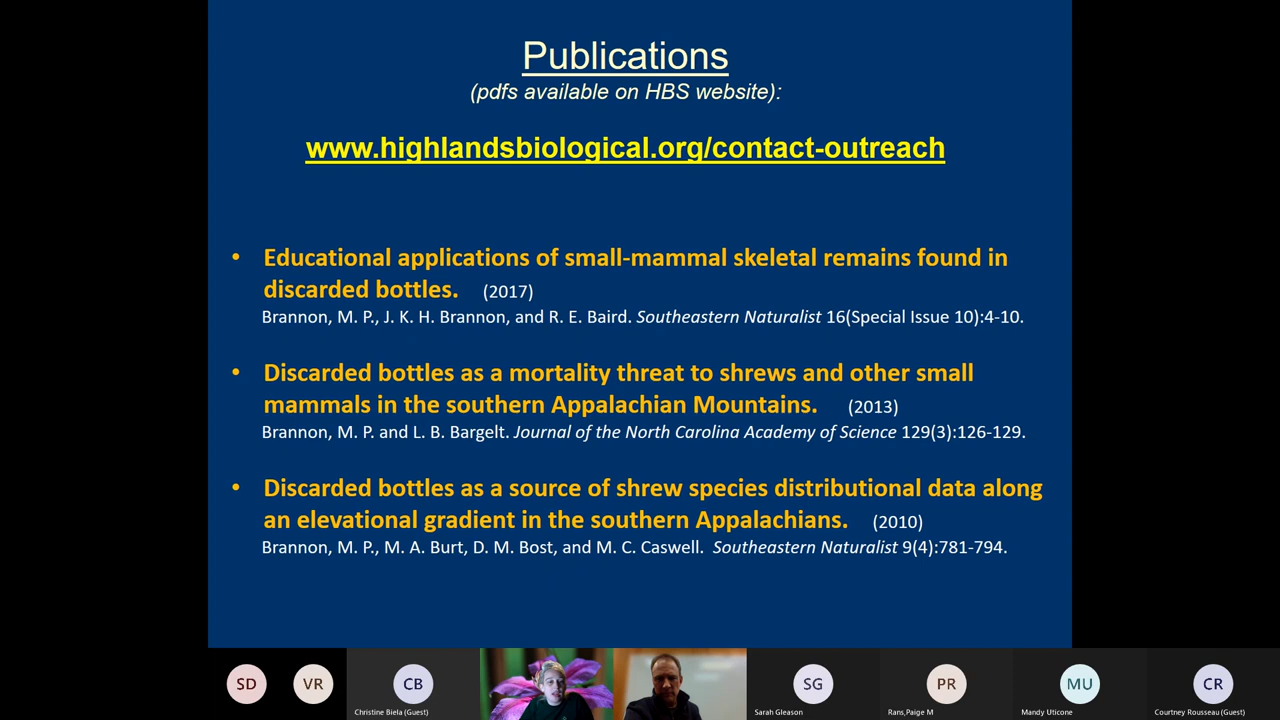 Publications
(pdfs available on HBS website):
www.highlandsbiological.org/contact-outreach
• Educational applications of small-mammal skeletal remains found in
discarded bottles. (2017)
Brannon, M. P., J. K. H. Brannon, and R. E. Baird. Southeastern Naturalist 16(Special Issue 10):4-10.
• Discarded bottles as a mortality threat to shrews and other small
mammals in the southern Appalachian Mountains. (2013)
Brannon, M. P. and L. B. Bargelt. Journal of the North Carolina Academy of Science 129(3):126-129.
• Discarded bottles as a source of shrew species distributional data along
an elevational gradient in the southern Appalachians. (2010)
Brannon, M. P., M. A. Burt, D. M. Bost, and M. C. Caswell. Southeastern Naturalist 9(4):781-794.
SD VR CB SG PR MU CR
Christine Biela (Guest) Sarah Gleason Rans,Paige M Mandy Uticone Courtney Rousseau (Guest)